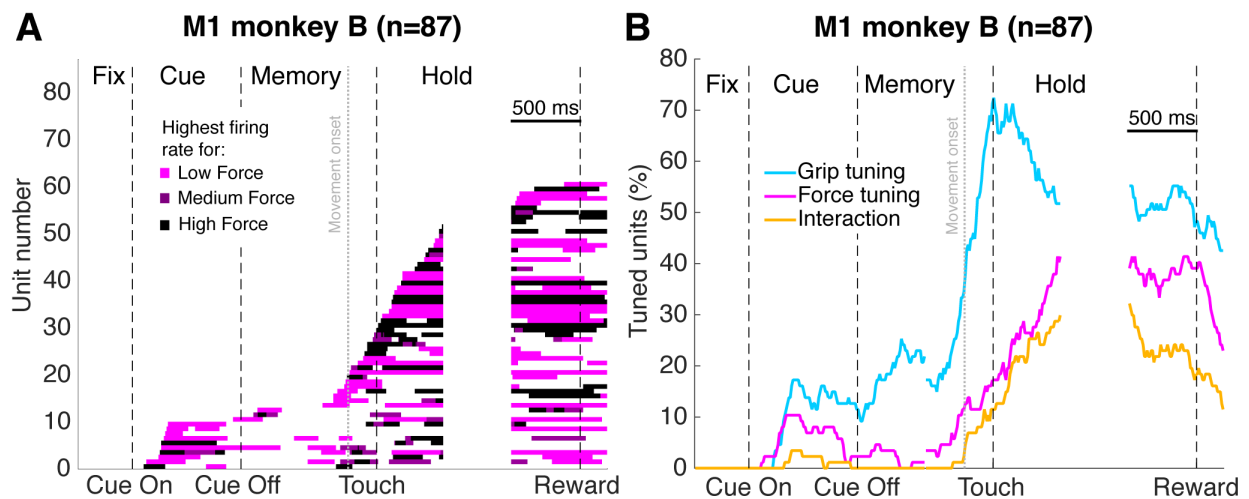 A
M1 monkey B (n=87)
Fix
Cue
Memory
Hold
500 ms
Highest firing
rate for:
Low Force
Medium Force
High Force
Movement onset
Unit number
80
70
60
50
40
30
20
10
0
Cue On
Cue Off
Touch
Reward
B
M1 monkey B (n=87)
Fix
Cue
Memory
Hold
500 ms
Grip tuning
Force tuning
Interaction
Movement onset
Tuned units (%)
80
70
60
50
40
30
20
10
0
Cue On
Cue Off
Touch
Reward